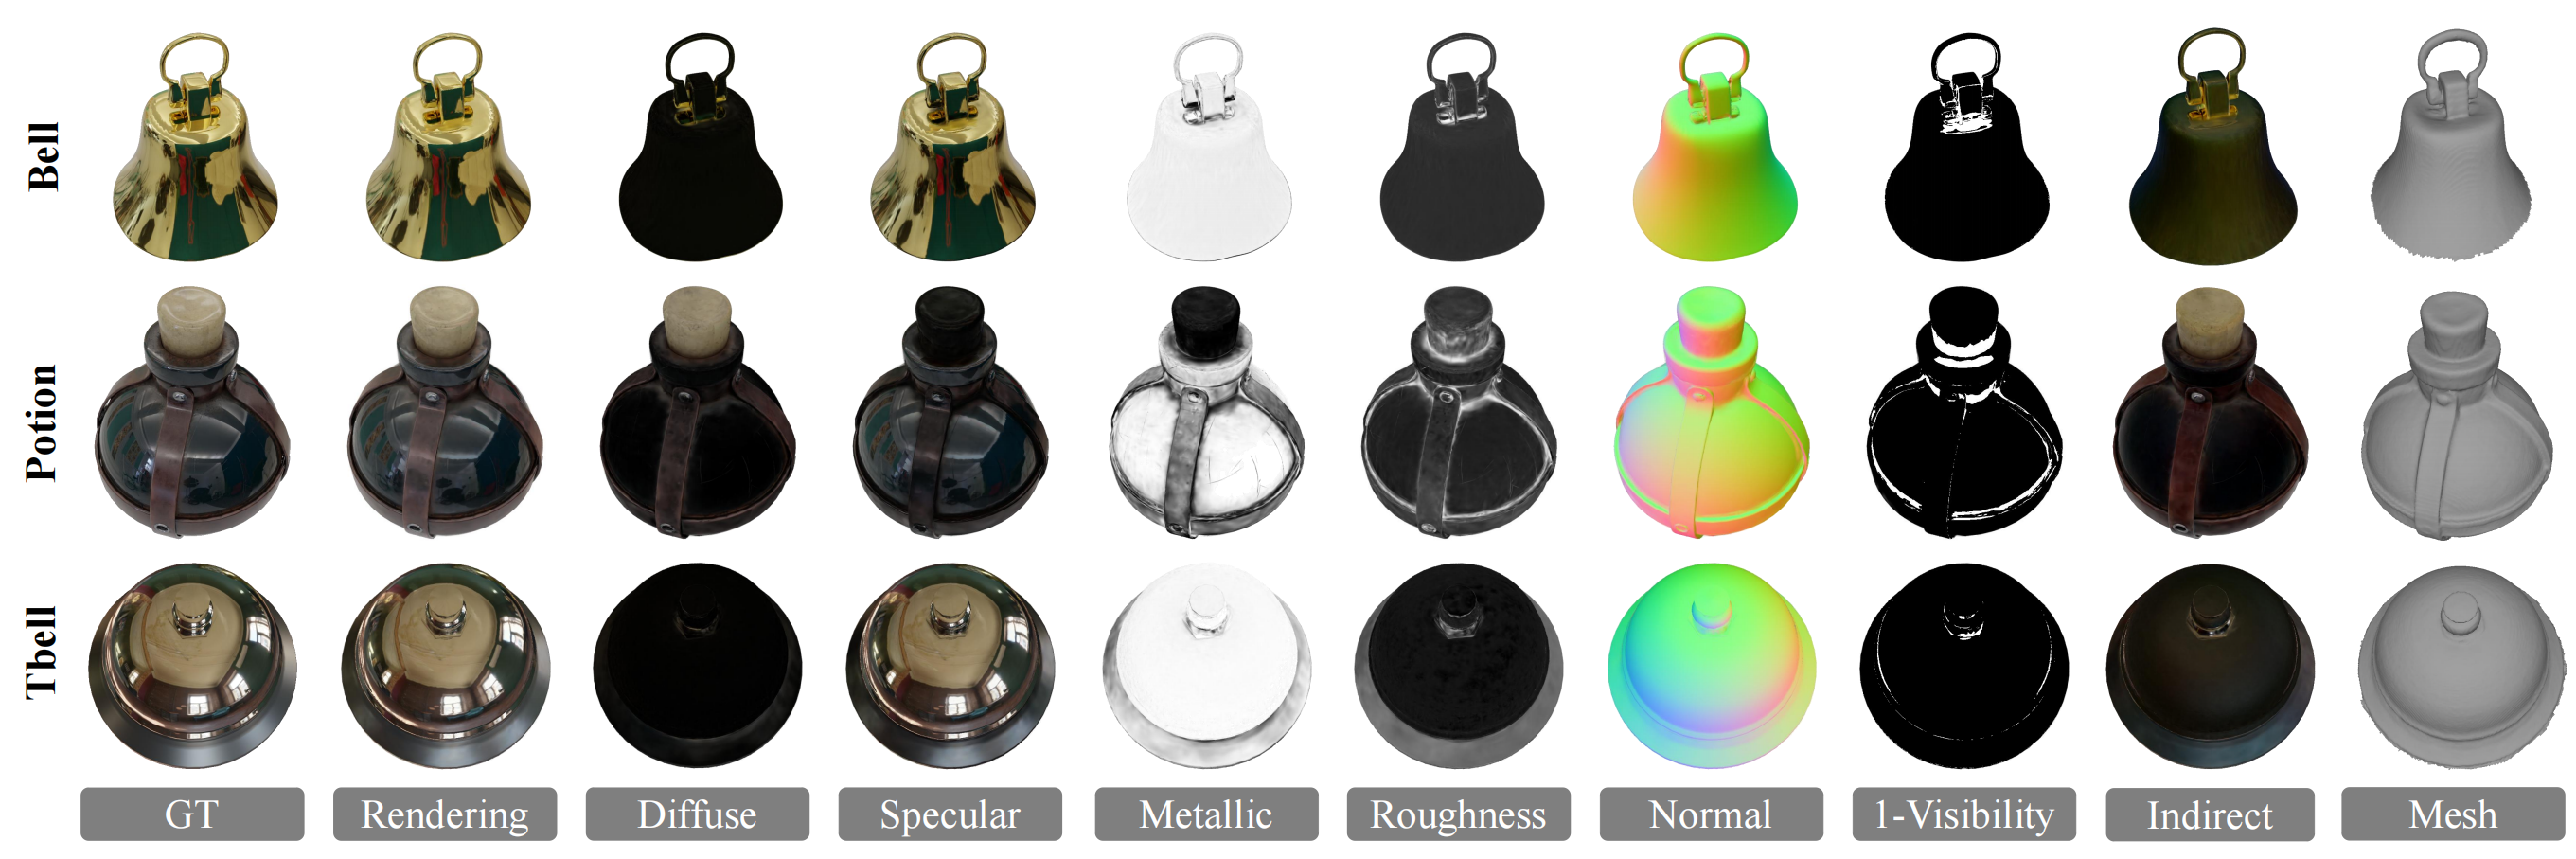 Bell
Potion
Tbell
GT Rendering Diffuse Specular Metallic Roughness Normal 1-Visibility Indirect Mesh